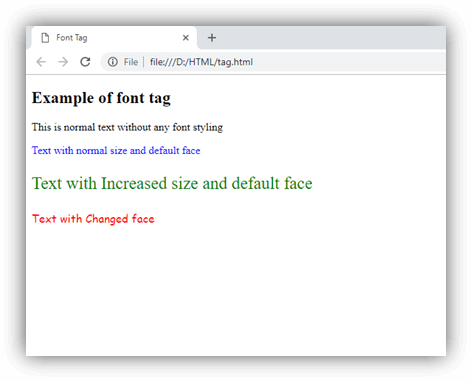 Font Tag
File file:///D:/HTML/tag.html
Example of font tag
This is normal text without any font styling
Text with normal size and default face
Text with Increased size and default face
Text with Changed face